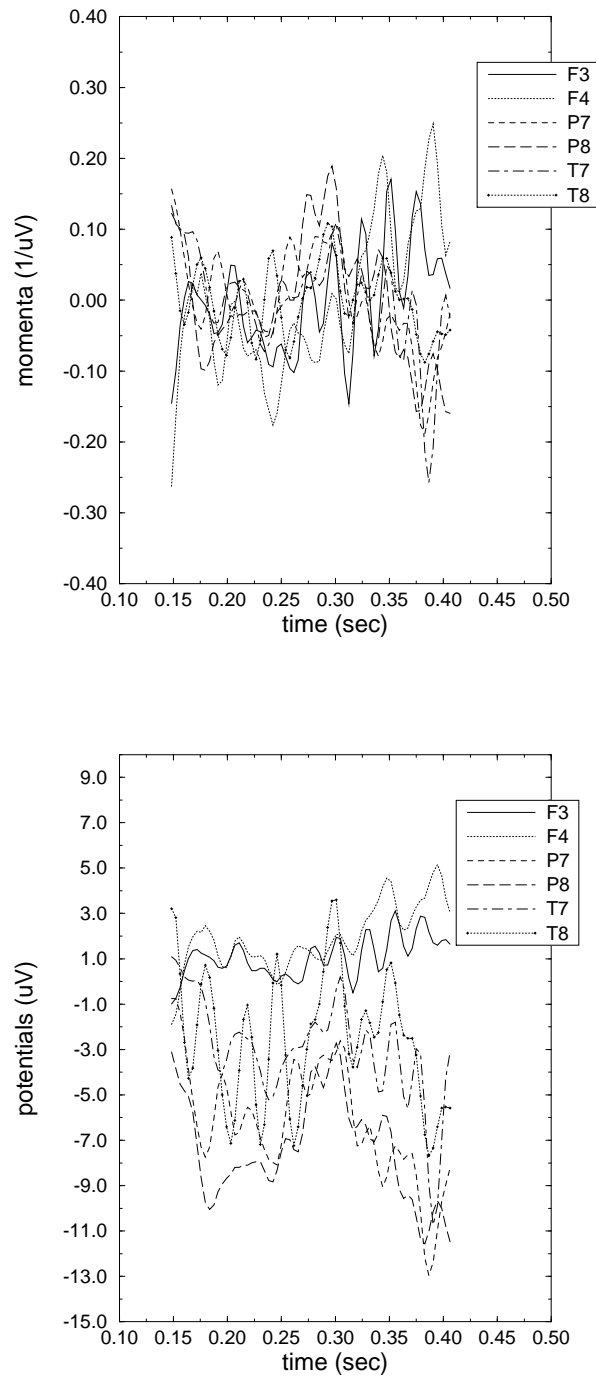 0.40
0.30
0.20
0.10
0.00
-0.10
-0.20
-0.30
-0.40
momenta (1/uV)
0.10 0.15 0.20 0.25 0.30 0.35 0.40 0.45 0.50
time (sec)
F3
F4
P7
P8
T7
T8
9.0
7.0
5.0
3.0
1.0
-1.0
-3.0
-5.0
-7.0
-9.0
-11.0
-13.0
-15.0
potentials (uV)
0.10 0.15 0.20 0.25 0.30 0.35 0.40 0.45 0.50
time (sec)
F3
F4
P7
P8
T7
T8